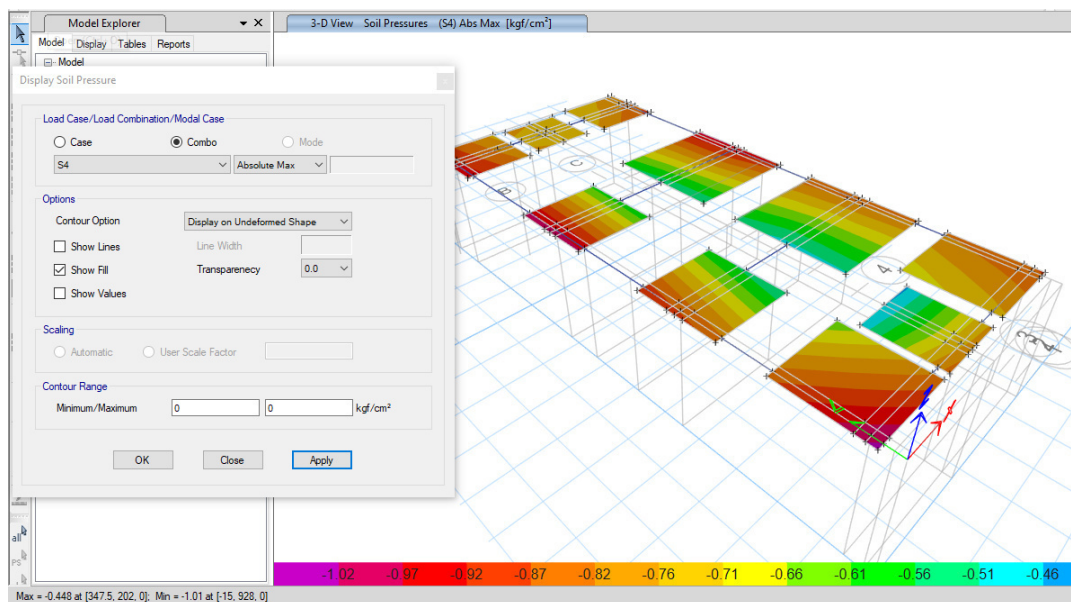 Model Explorer
3-D View Soil Pressures (S4) Abs Max [kgf/cm²]
Model Display Tables Reports
Model
Display Soil Pressure
Load Case/Load Combination/Modal Case
Case Combo Mode
S4 Absolute Max
Options
Contour Option Display on Undeformed Shape
Show Lines Line Width
Show Fill Transparenecy 0.0
Show Values
Scaling
Automatic User Scale Factor
Contour Range
Minimum/Maximum 0 0 kgf/cm²
OK Close Apply
B
C
4
all
PS
-1.02 -0.97 -0.92 -0.87 -0.82 -0.76 -0.71 -0.66 -0.61 -0.56 -0.51 -0.46
Max = -0.448 at [347.5, 202, 0]; Min = -1.01 at [-15, 928, 0]